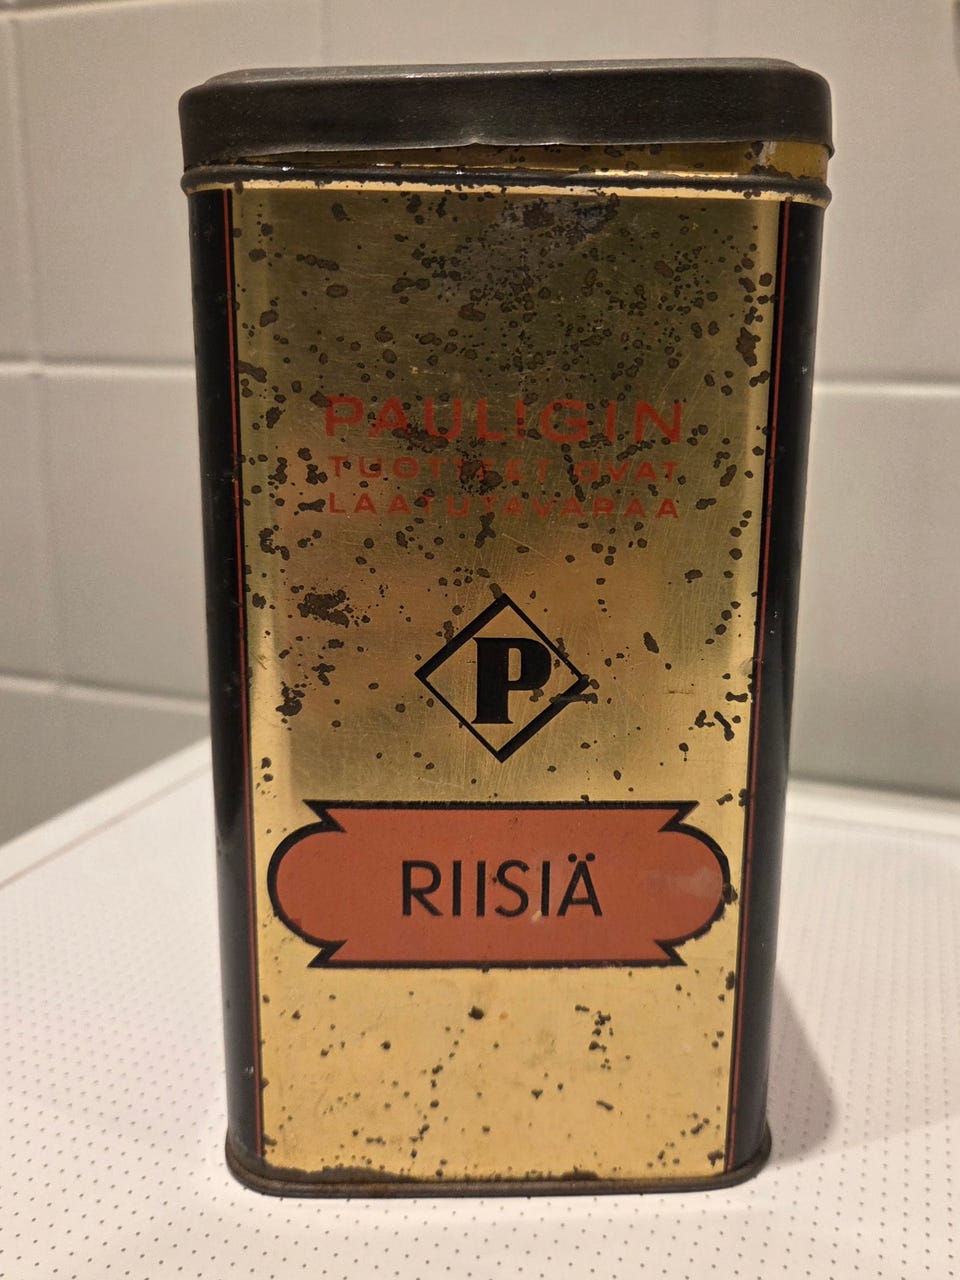 PAULIGIN
TUOTTEET OVAT
LAATUTAVARAA
P
RIISIÄ